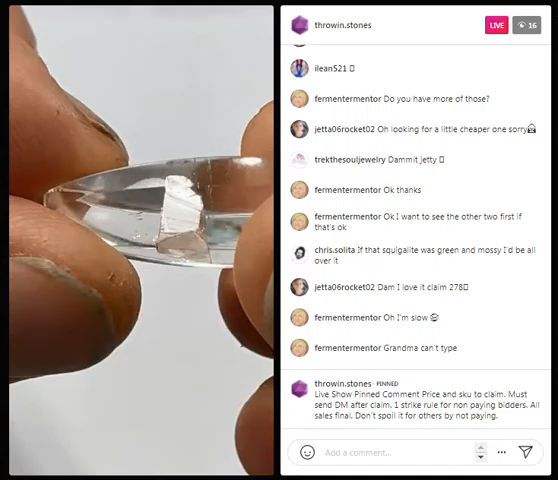 throwin.stones
LIVE
16
ilean521
fermentermentor Do you have more of those?
jetta06rocket02 Oh looking for a little cheaper one sorry
trekthesouljewelry Dammit jetty
fermentermentor Ok thanks
fermentermentor Ok I want to see the other two first if
that's ok
chris.solita If that squigalite was green and mossy I'd be all
over it
jetta06rocket02 Dam I love it claim 278
fermentermentor Oh I'm slow
fermentermentor Grandma can't type
throwin.stones · PINNED
Live Show Pinned Comment Price and sku to claim. Must
send DM after claim. 1 strike rule for non paying bidders. All
sales final. Don't spoil it for others by not paying.
Add a comment...